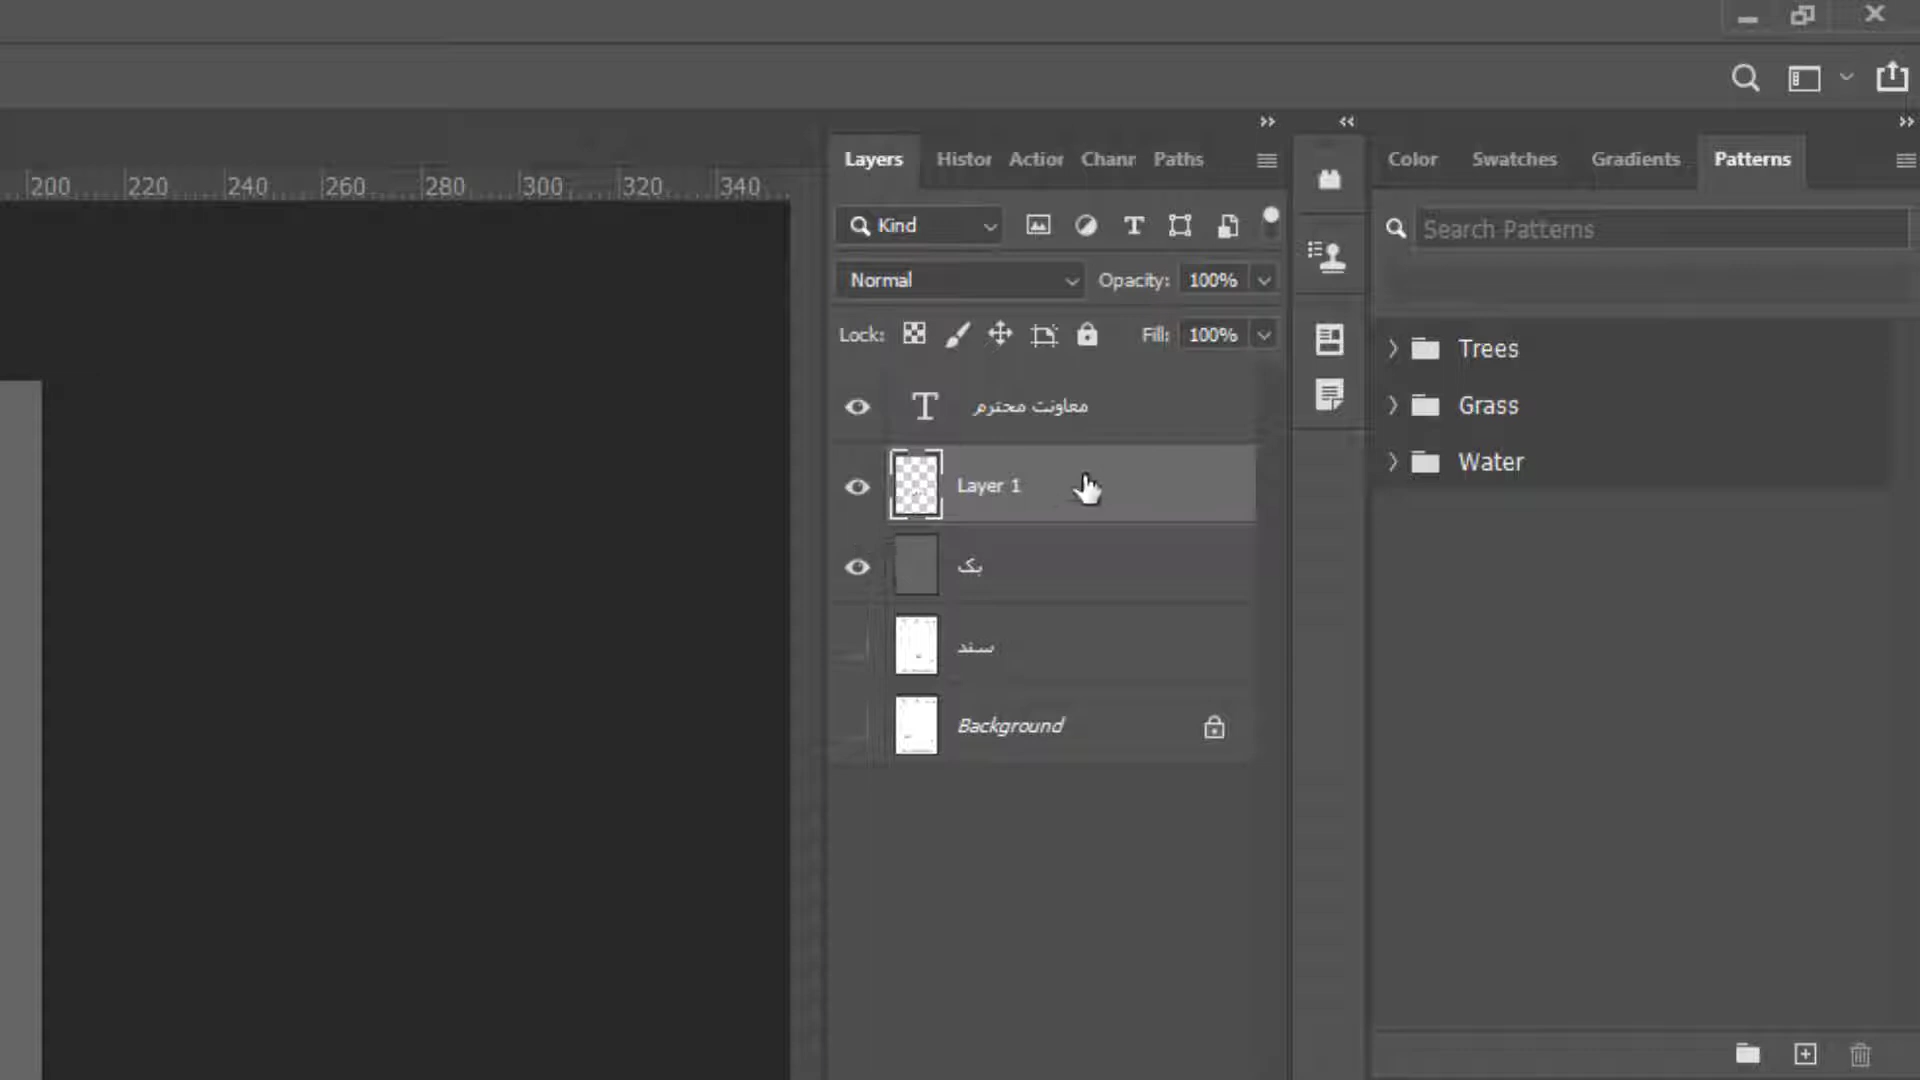 200 220 240 260 280 300 320 340
Layers Histor Action Chanr Paths
Kind
Normal Opacity: 100%
Lock: Fill: 100%
معاونت محترم
Layer 1
بک
سند
Background
Color Swatches Gradients Patterns
Search Patterns
Trees
Grass
Water